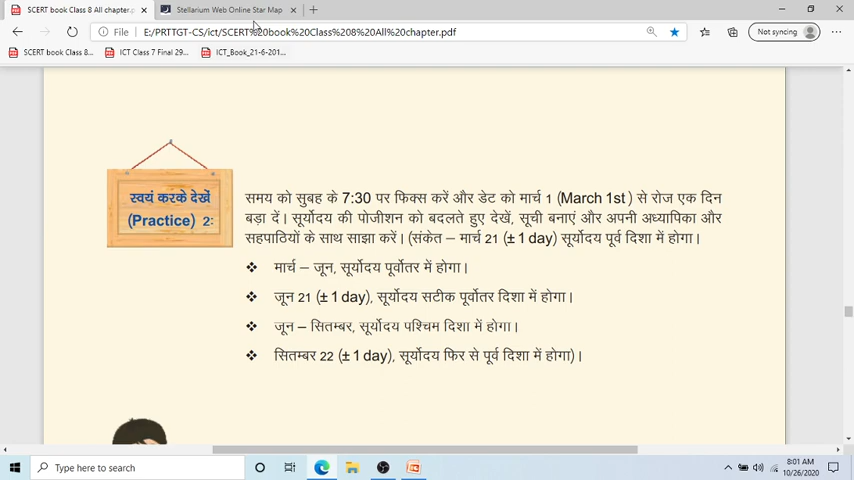 SCERT book Class 8 All chapter.p
Stellarium Web Online Star Map
File
E:/PRTTGT-CS/ict/SCERT%20book%20Class%208%20All%20chapter.pdf
Not syncing
SCERT book Class 8...
ICT Class 7 Final 29...
ICT_Book_21-6-201...
स्वयं करके देखें
(Practice) 2:
समय को सुबह के 7:30 पर फिक्स करें और डेट को मार्च 1 (March 1st) से रोज एक दिन
बड़ा दें। सूर्योदय की पोजीशन को बदलते हुए देखें, सूची बनाएं और अपनी अध्यापिका और
सहपाठियों के साथ साझा करें। (संकेत – मार्च 21 (± 1 day) सूर्योदय पूर्व दिशा में होगा।
❖ मार्च – जून, सूर्योदय पूर्वोतर में होगा।
❖ जून 21 (± 1 day), सूर्योदय सटीक पूर्वोतर दिशा में होगा।
❖ जून – सितम्बर, सूर्योदय पश्चिम दिशा में होगा।
❖ सितम्बर 22 (± 1 day), सूर्योदय फिर से पूर्व दिशा में होगा)।
Type here to search
8:01 AM
10/26/2020